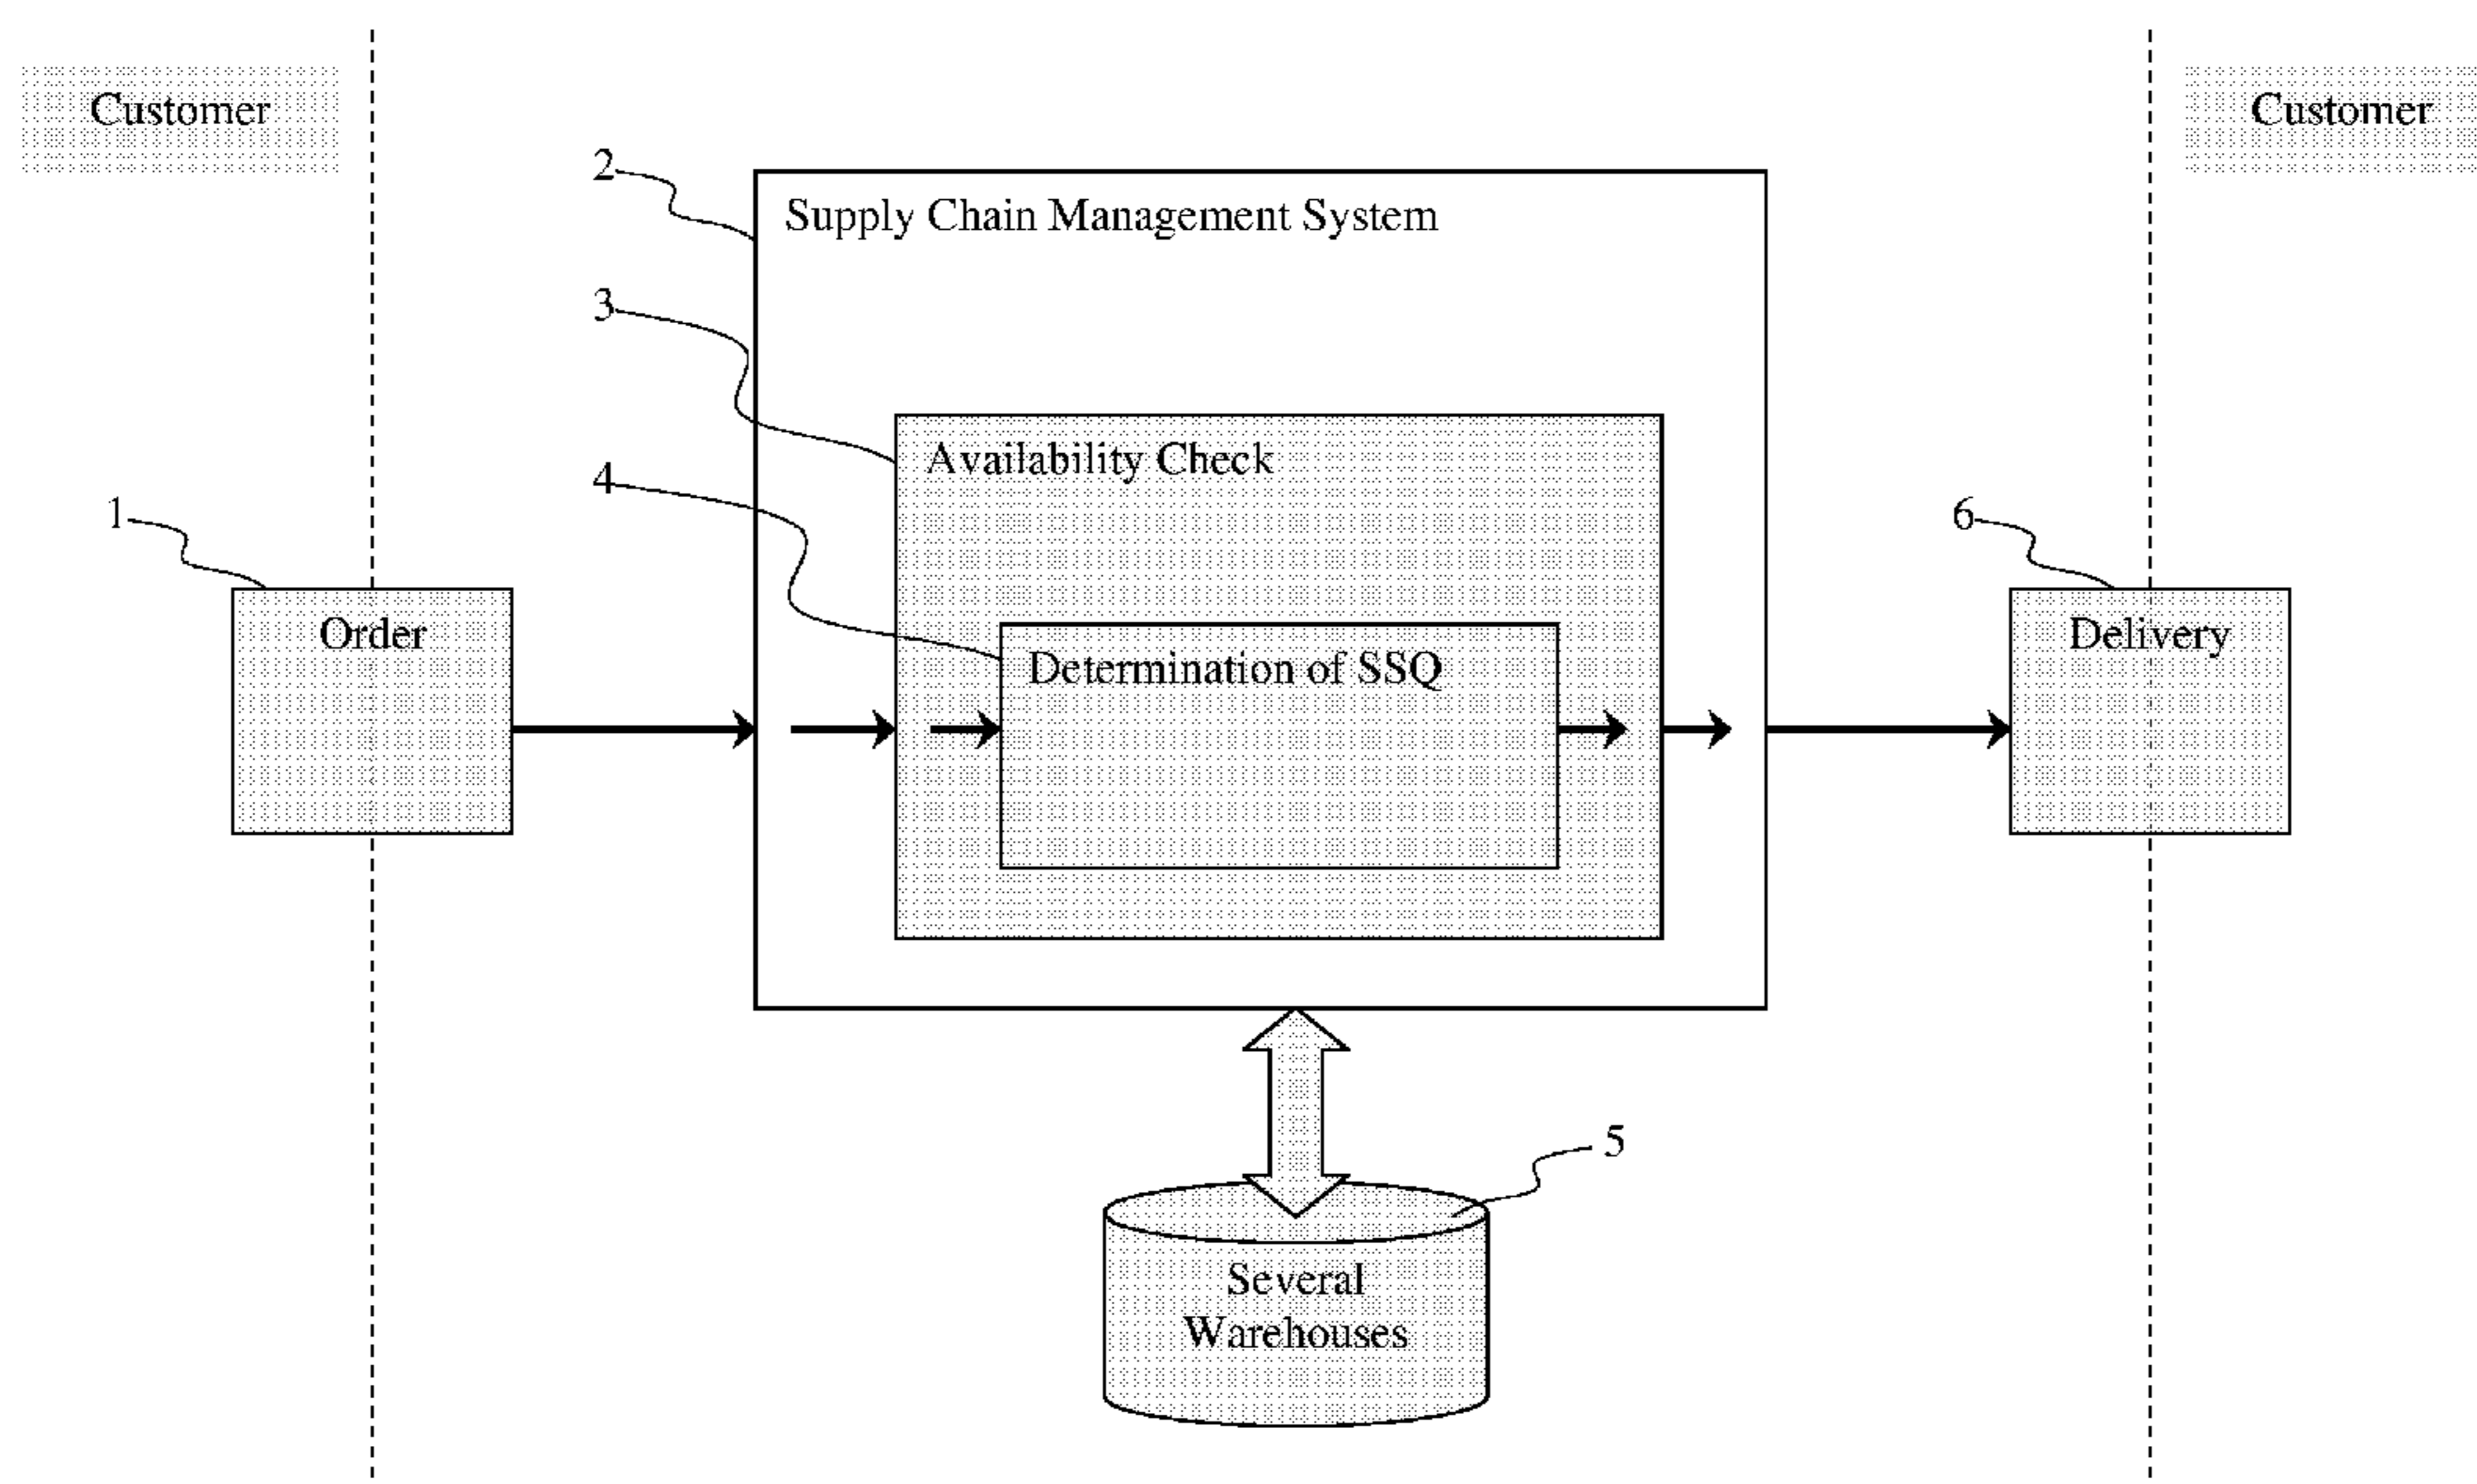 Customer
Customer
2
Supply Chain Management System
3
Availability Check
4
1
6
Order
Determination of SSQ
Delivery
5
Several
Warehouses